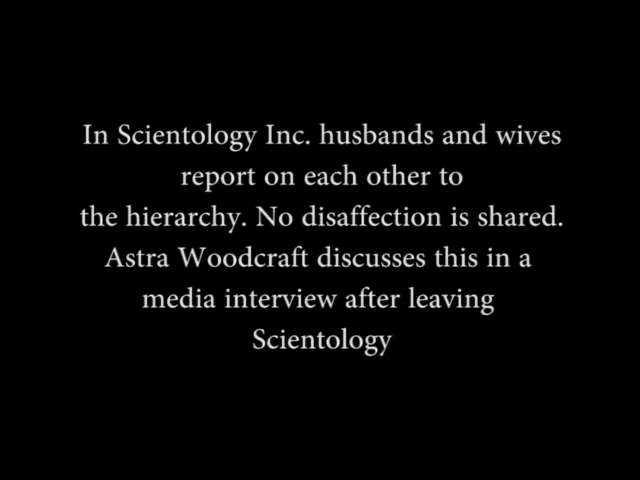 In Scientology Inc. husbands and wives
report on each other to
the hierarchy. No disaffection is shared.
Astra Woodcraft discusses this in a
media interview after leaving
Scientology